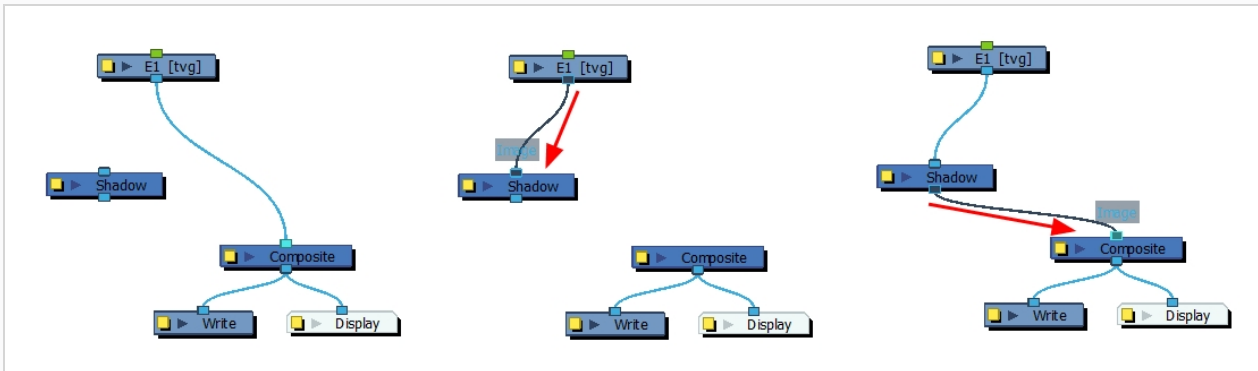 E1 [tvg]
Shadow
Composite
Write
Display
E1 [tvg]
Image
Shadow
Composite
Write
Display
E1 [tvg]
Shadow
Image
Composite
Write
Display